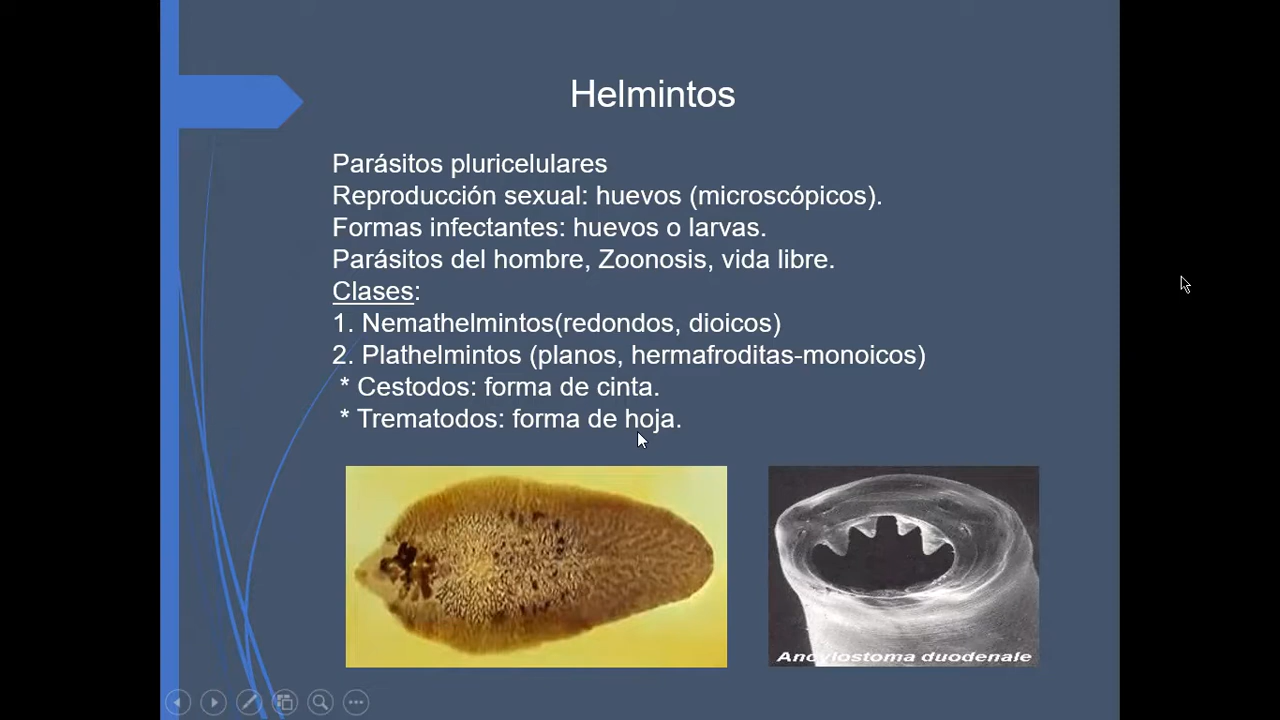 Helmintos
Parásitos pluricelulares
Reproducción sexual: huevos (microscópicos).
Formas infectantes: huevos o larvas.
Parásitos del hombre, Zoonosis, vida libre.
Clases:
1. Nemathelmintos(redondos, dioicos)
2. Plathelmintos (planos, hermafroditas-monoicos)
* Cestodos: forma de cinta.
* Trematodos: forma de hoja.
Ancylostoma duodenale